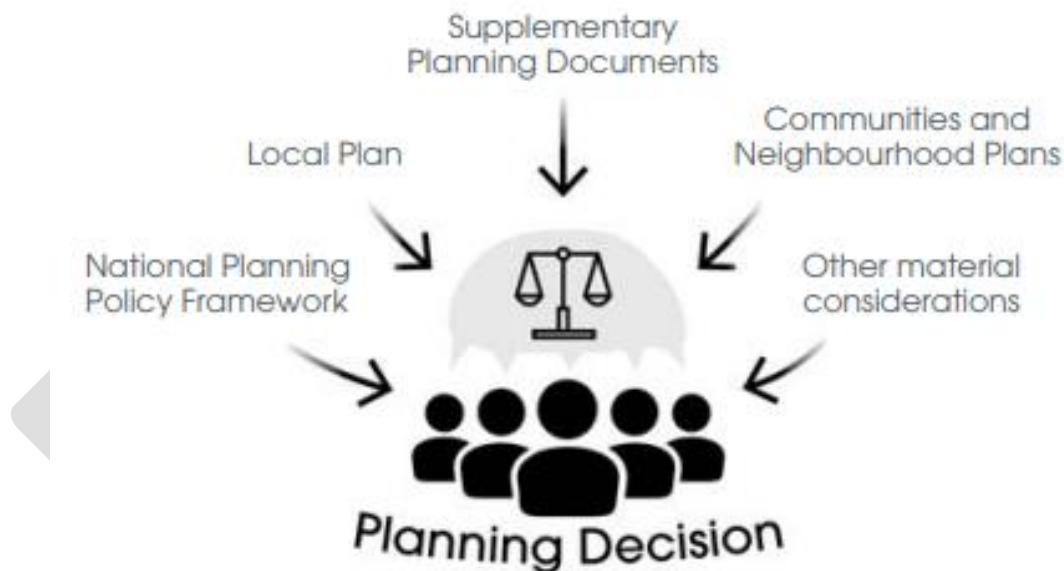 Supplementary
Planning Documents
Communities and
Neighbourhood Plans
Local Plan
National Planning
Policy Framework
Other material
considerations
Planning Decision